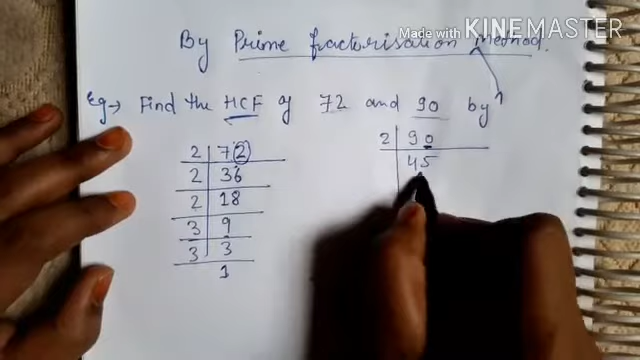 Made with KINEMASTER
By Prime factorisation Method.
Eg→ Find the HCF of 72 and 90 by
2 | 72
2 | 36
2 | 18
3 | 9
3 | 3
1
2 | 90
45